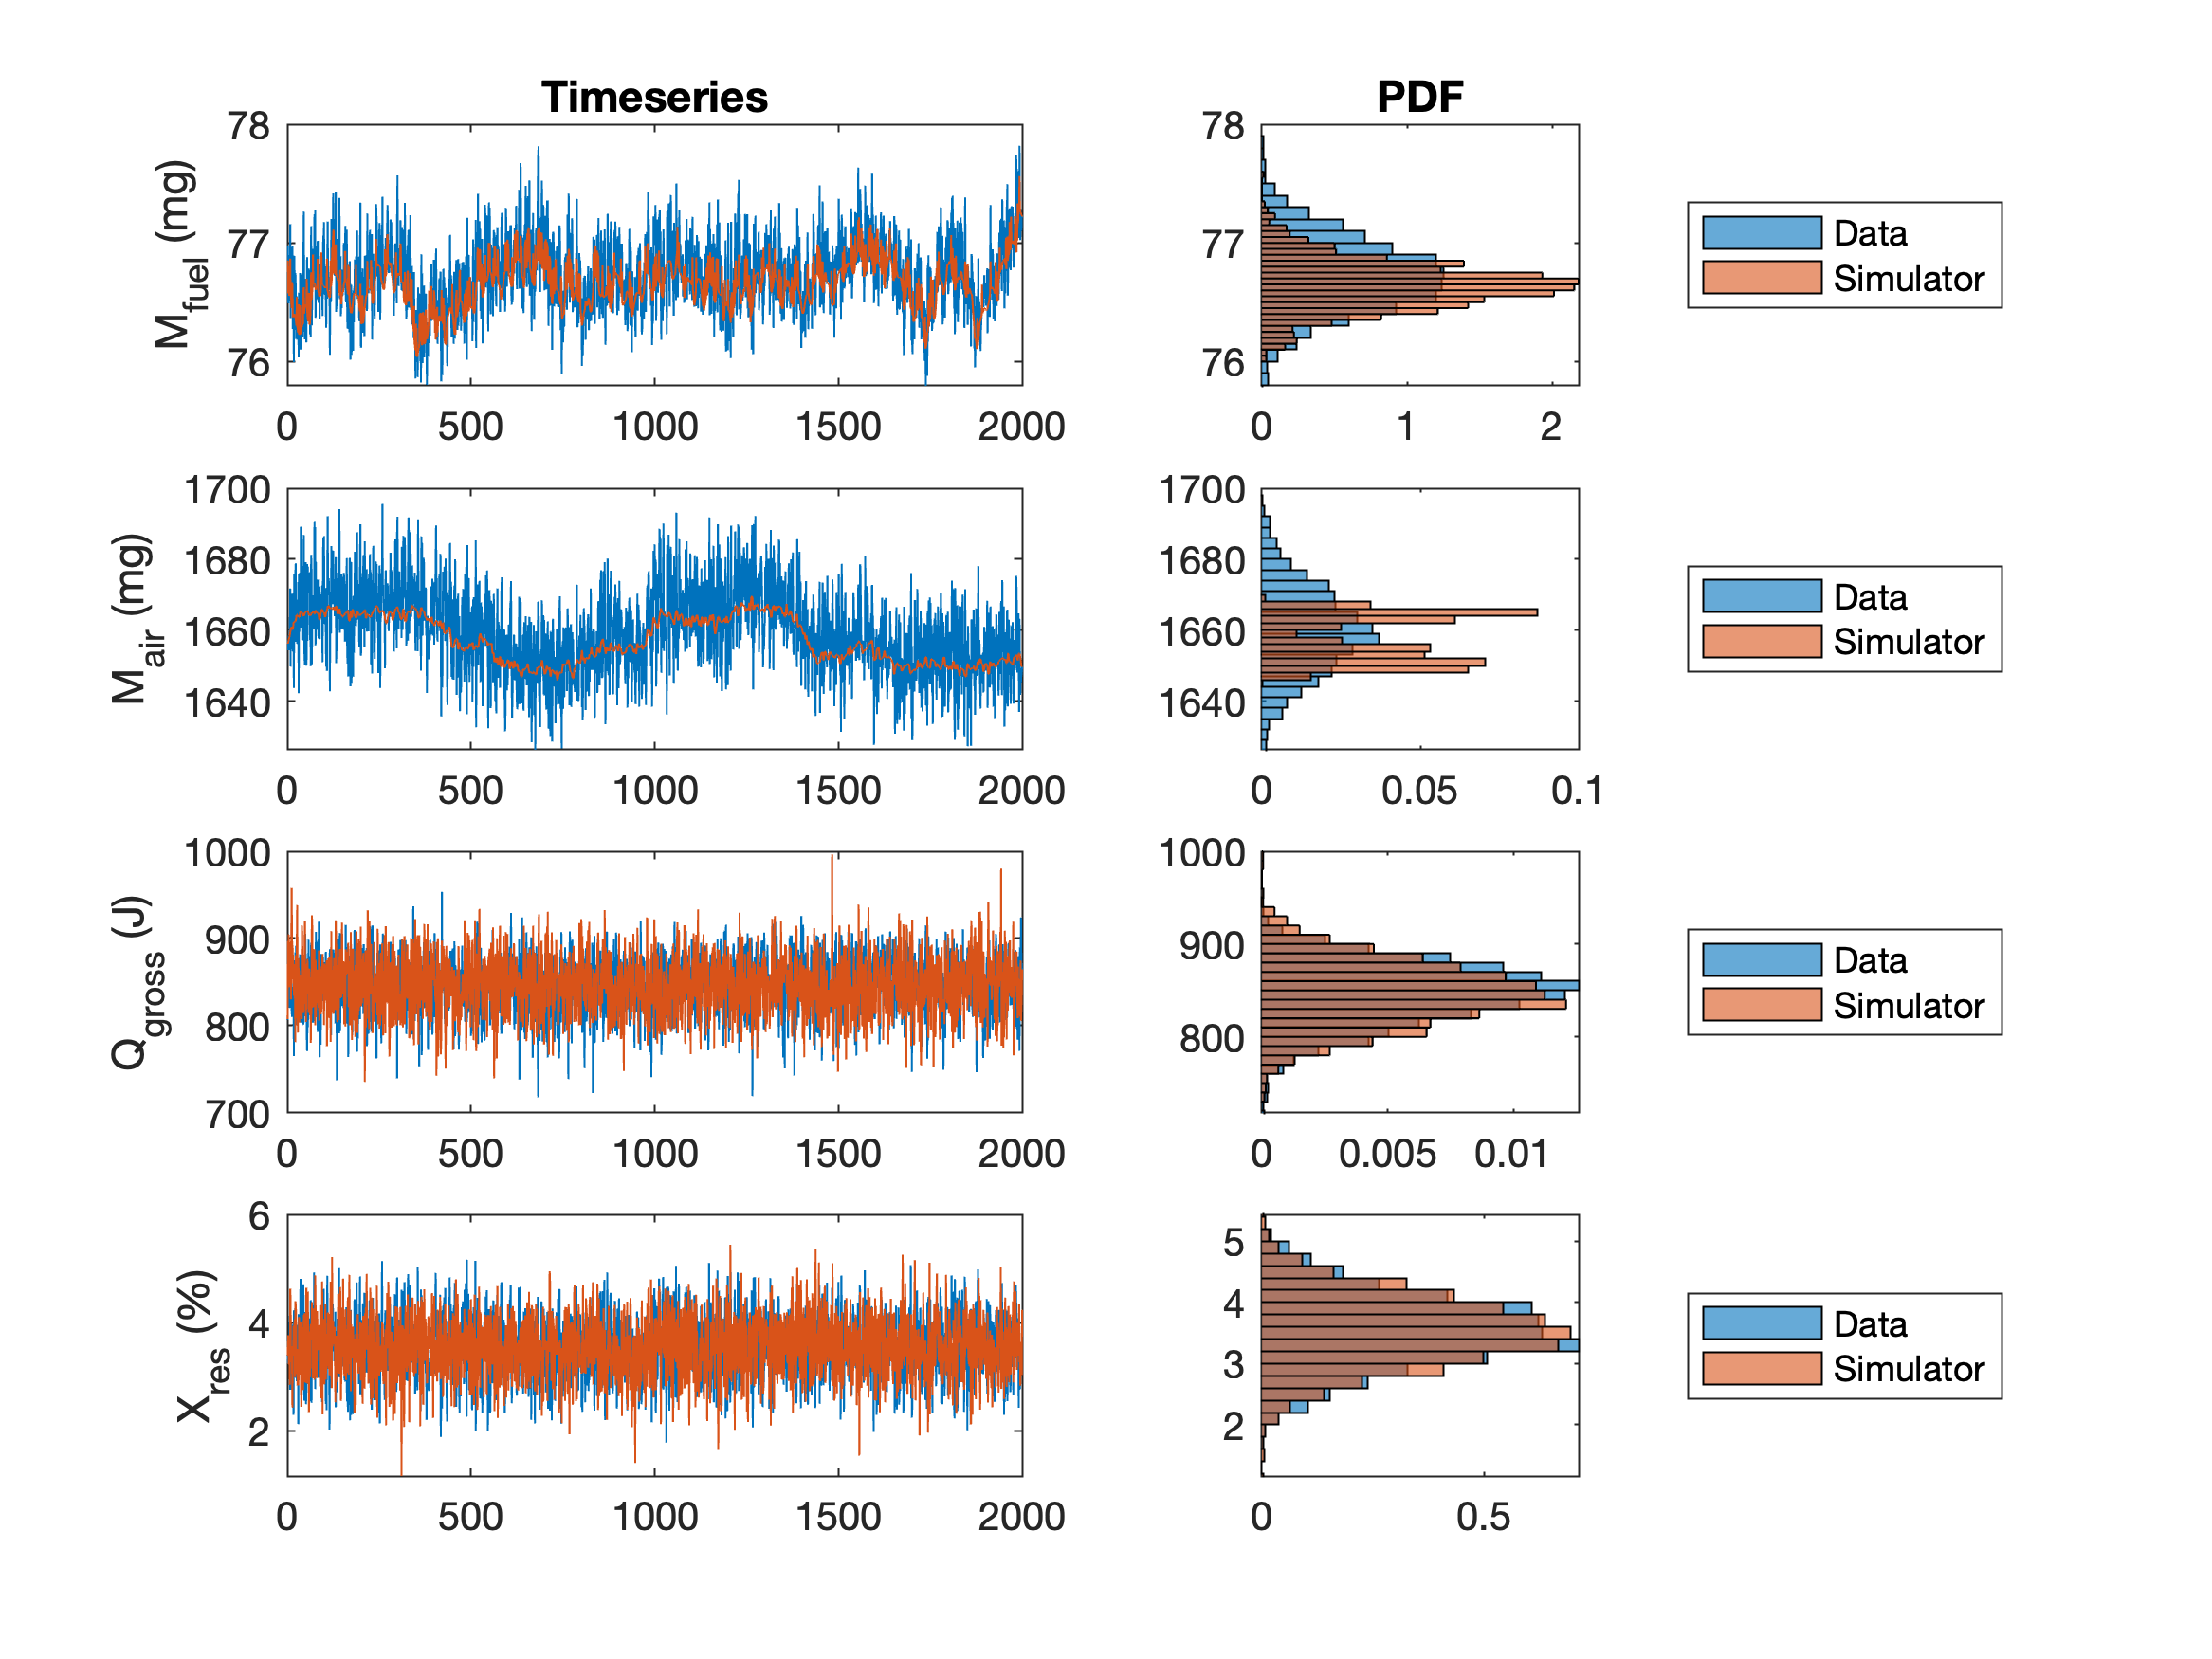 Timeseries
PDF
M_fuel (mg)
78
77
76
0 500 1000 1500 2000
78
77
76
0 1 2
Data
Simulator
M_air (mg)
1700
1680
1660
1640
0 500 1000 1500 2000
1700
1680
1660
1640
0 0.05 0.1
Data
Simulator
Q_gross (J)
1000
900
800
700
0 500 1000 1500 2000
1000
900
800
0 0.005 0.01
Data
Simulator
X_res (%)
6
4
2
0 500 1000 1500 2000
5
4
3
2
0 0.5
Data
Simulator